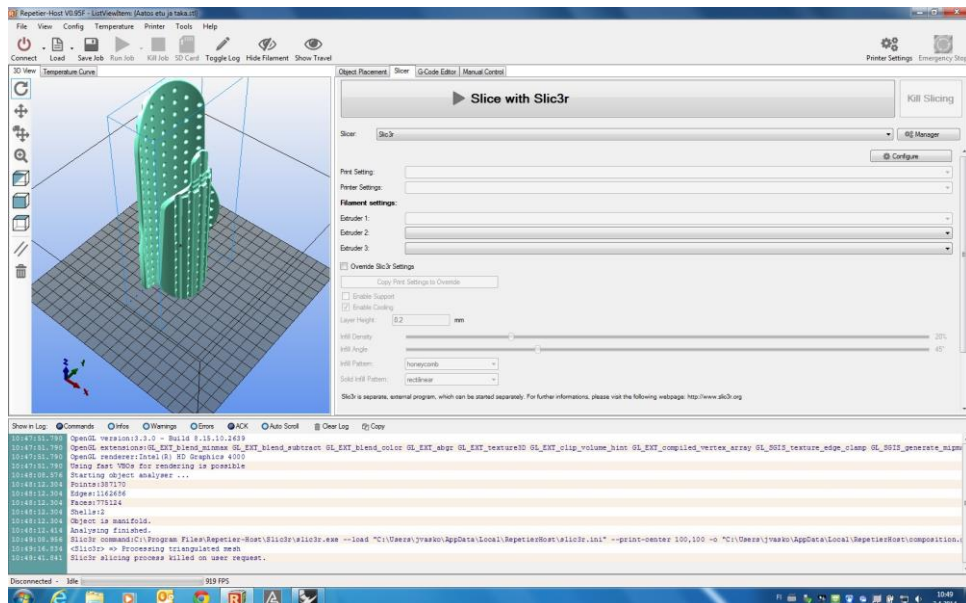 Repetier-Host V0.95F - ListViewItem: {Aatos etu ja taka.stl}
File View Config Temperature Printer Tools Help
Connect Load Save Job Run Job Kill Job SD Card Toggle Log Hide Filament Show Travel Printer Settings Emergency Stop
3D View Temperature Curve
Object Placement Slicer G-Code Editor Manual Control
Slice with Slic3r
Kill Slicing
Slicer: Slic3r Manager
Configure
Print Setting:
Printer Settings:
Filament settings:
Extruder 1:
Extruder 2:
Extruder 3:
Override Slic3r Settings
Copy Print Settings to Override
Enable Support
Enable Cooling
Layer Height: 0.2 mm
Infill Density 20%
Infill Angle 45°
Infill Pattern: honeycomb
Solid Infill Pattern: rectilinear
Slic3r is separate, external program, which can be started separately. For further informations, please visit the following webpage: http://www.slic3r.org
Show in Log: Commands Infos Warnings Errors ACK Auto Scroll Clear Log Copy
10:47:51.790 OpenGL version:3.3.0 - Build 8.15.10.2639
10:47:51.790 OpenGL extensions:GL_EXT_blend_minmax GL_EXT_blend_subtract GL_EXT_blend_color GL_EXT_abgr GL_EXT_texture3D GL_EXT_clip_volume_hint GL_EXT_compiled_vertex_array GL_SGIS_texture_edge_clamp GL_SGIS_generate_mipm
10:47:51.790 OpenGL renderer:Intel(R) HD Graphics 4000
10:47:51.790 Using fast VBOs for rendering is possible
10:48:08.576 Starting object analyser ...
10:48:12.304 Points:387170
10:48:12.304 Edges:1162686
10:48:12.304 Faces:775124
10:48:12.304 Shells:2
10:48:12.304 Object is manifold.
10:48:12.414 Analysing finished.
10:49:08.956 Slic3r command:C:\Program Files\Repetier-Host\Slic3r\slic3r.exe --load "C:\Users\jvasko\AppData\Local\RepetierHost\slic3r.ini" --print-center 100,100 -o "C:\Users\jvasko\AppData\Local\RepetierHost\composition.
10:49:16.834 <Slic3r> => Processing triangulated mesh
10:49:41.841 Slic3r slicing process killed on user request.
Disconnected - Idle 919 FPS
FI 10:49